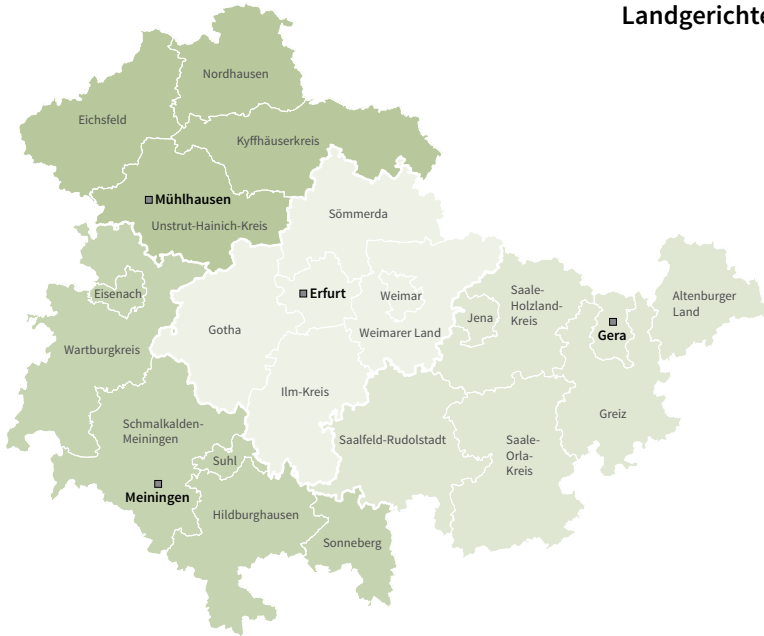 Landgerichte
Nordhausen
Eichsfeld
Kyffhäuserkreis
Mühlhausen
Unstrut-Hainich-Kreis
Sömmerda
Eisenach
Erfurt
Weimar
Saale-
Holzland-
Kreis
Altenburger
Land
Jena
Gotha
Weimarer Land
Gera
Wartburgkreis
Ilm-Kreis
Greiz
Schmalkalden-
Meiningen
Saalfeld-Rudolstadt
Saale-
Orla-
Kreis
Suhl
Meiningen
Hildburghausen
Sonneberg